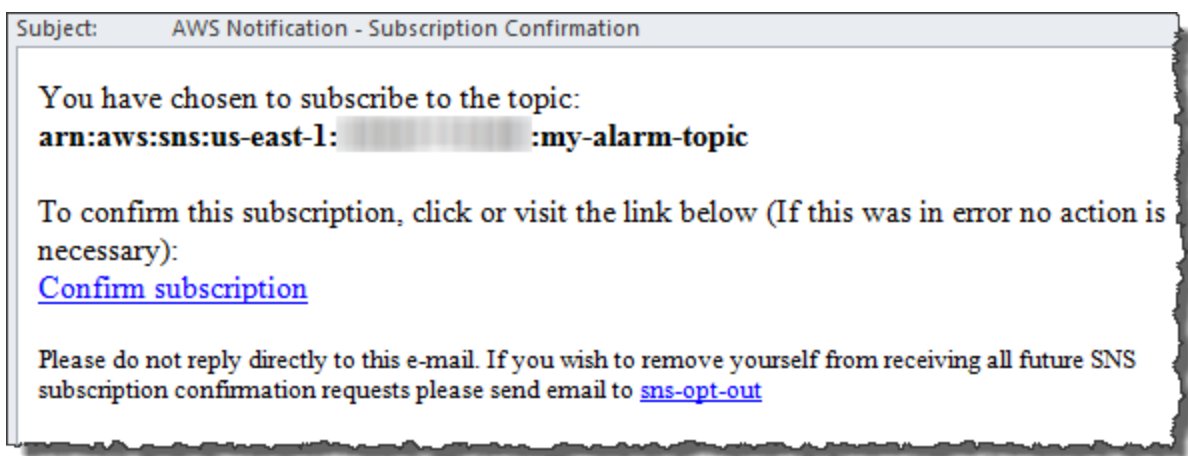 Subject: AWS Notification - Subscription Confirmation
You have chosen to subscribe to the topic:
arn:aws:sns:us-east-1: :my-alarm-topic
To confirm this subscription, click or visit the link below (If this was in error no action is
necessary):
Confirm subscription
Please do not reply directly to this e-mail. If you wish to remove yourself from receiving all future SNS
subscription confirmation requests please send email to sns-opt-out